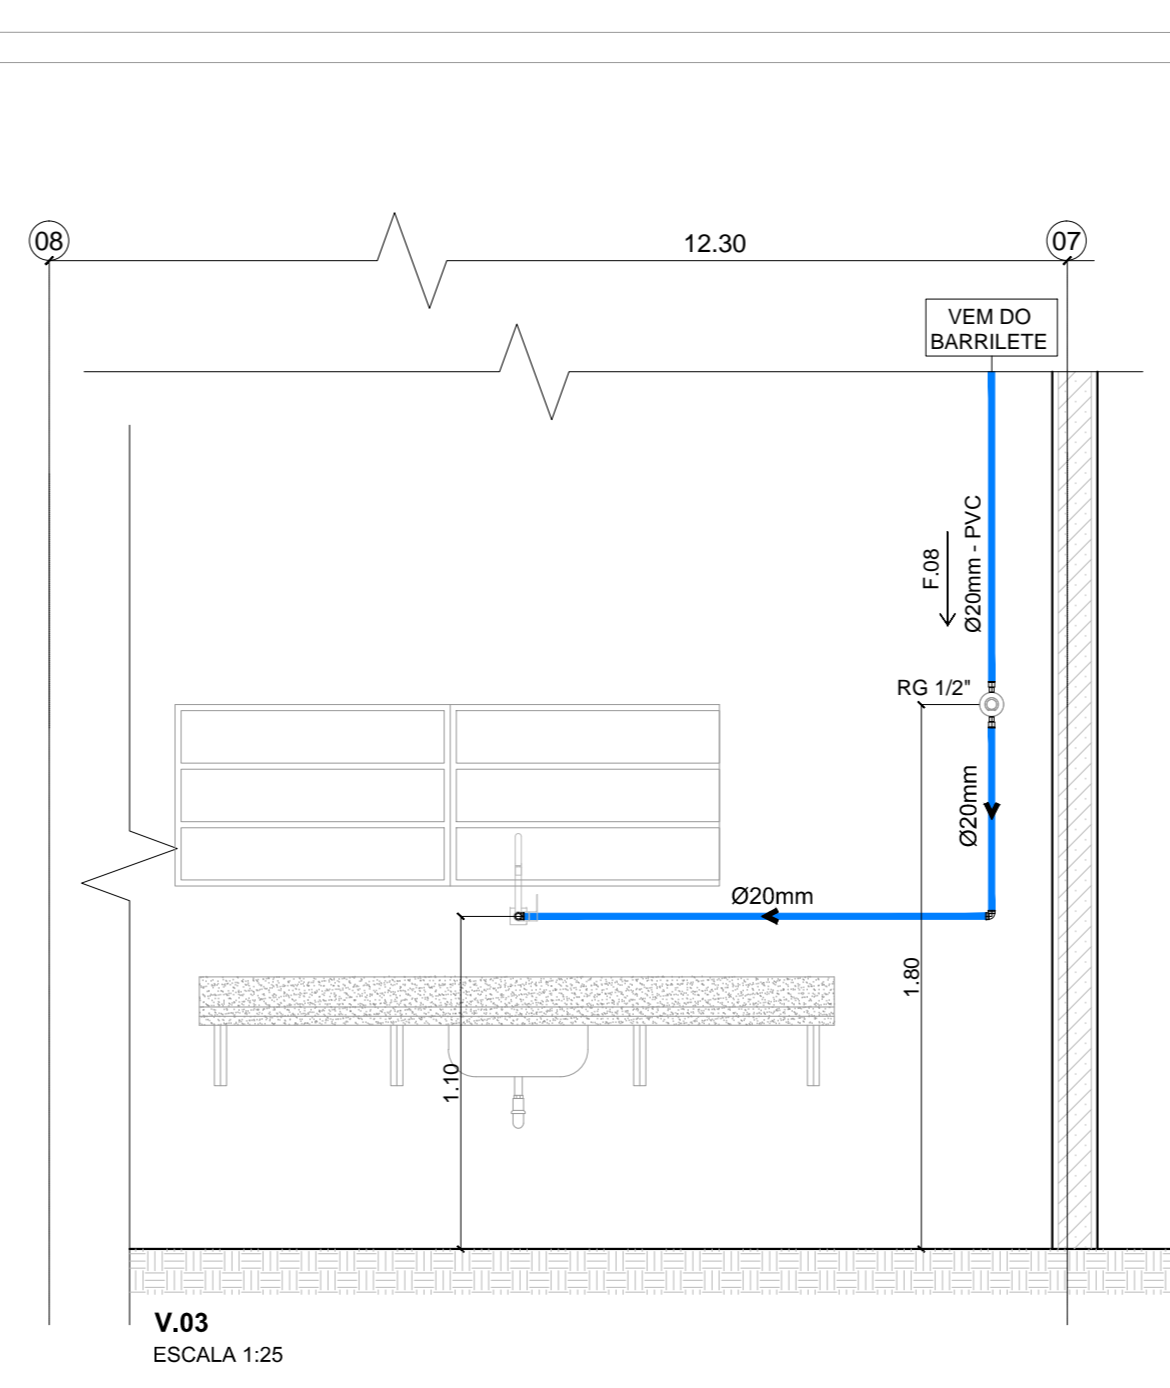 08
12.30
07
VEM DO
BARRILETE
F.08
Ø20mm - PVC
RG 1/2"
Ø20mm
Ø20mm
1.80
1.10
V.03
ESCALA 1:25